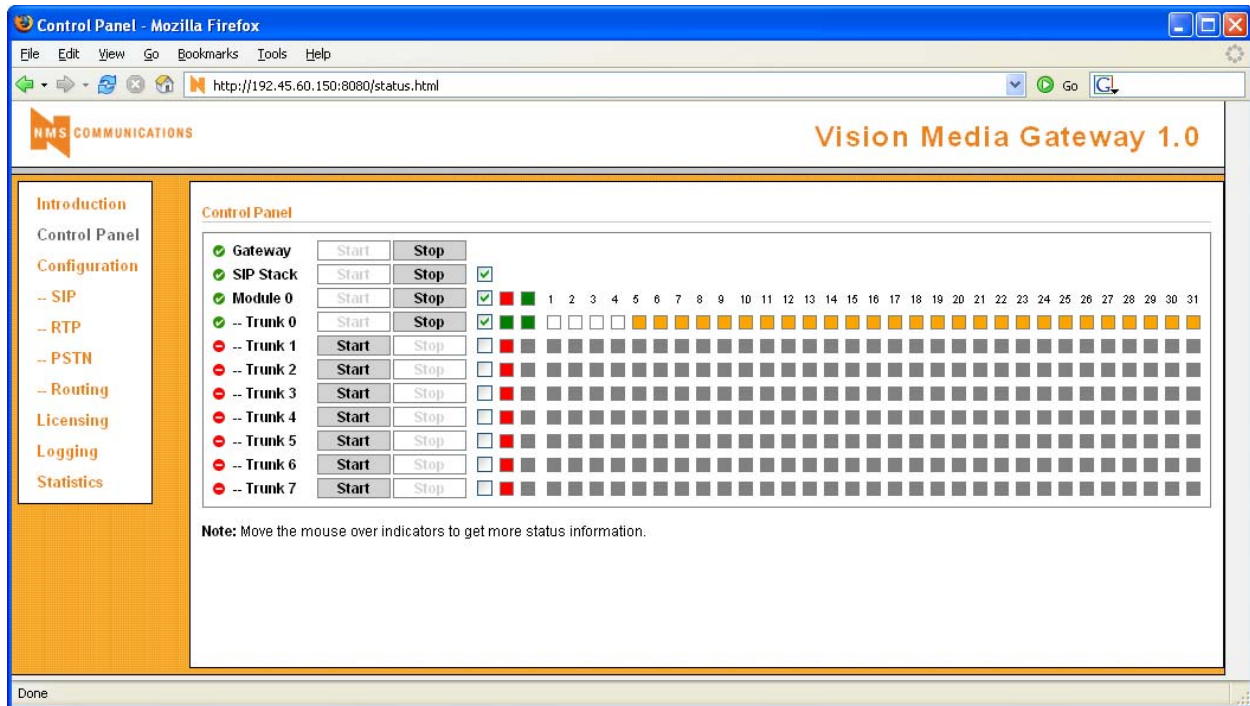 Control Panel - Mozilla Firefox
File Edit View Go Bookmarks Tools Help
http://192.45.60.150:8080/status.html Go G
NMS COMMUNICATIONS
Vision Media Gateway 1.0
Introduction
Control Panel
Configuration
-- SIP
-- RTP
-- PSTN
-- Routing
Licensing
Logging
Statistics
Control Panel
Gateway Start Stop
SIP Stack Start Stop
Module 0 Start Stop 1 2 3 4 5 6 7 8 9 10 11 12 13 14 15 16 17 18 19 20 21 22 23 24 25 26 27 28 29 30 31
-- Trunk 0 Start Stop
-- Trunk 1 Start Stop
-- Trunk 2 Start Stop
-- Trunk 3 Start Stop
-- Trunk 4 Start Stop
-- Trunk 5 Start Stop
-- Trunk 6 Start Stop
-- Trunk 7 Start Stop
Note: Move the mouse over indicators to get more status information.
Done